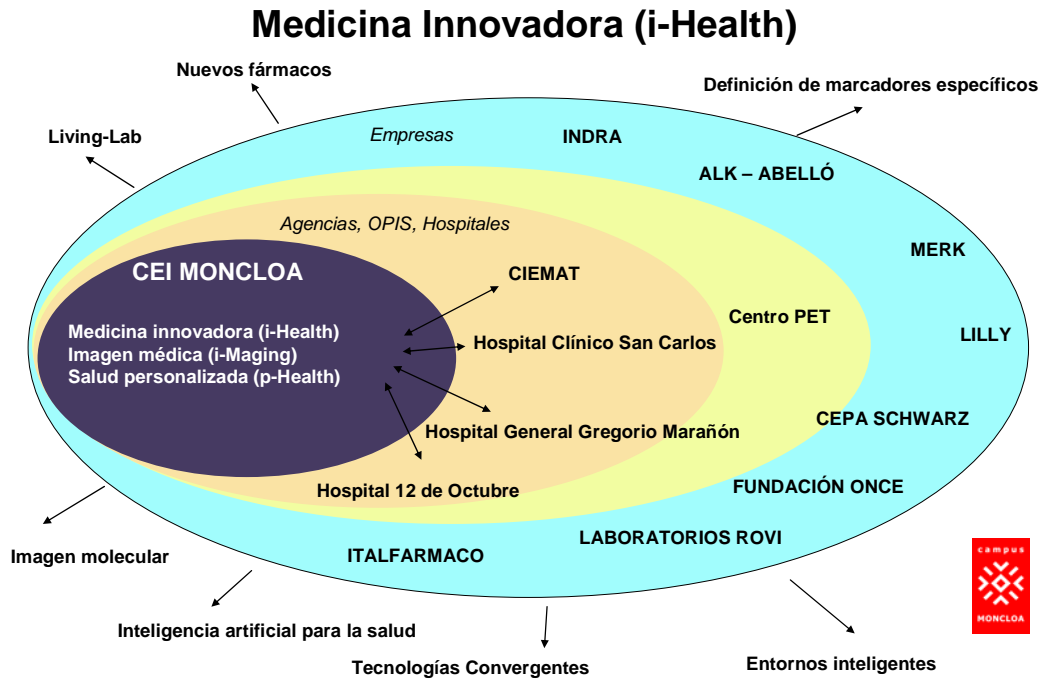 Medicina Innovadora (i-Health)
Nuevos fármacos
Definición de marcadores específicos
Living-Lab
Empresas
INDRA
ALK – ABELLÓ
Agencias, OPIS, Hospitales
MERK
CEI MONCLOA
CIEMAT
Centro PET
Medicina innovadora (i-Health)
Imagen médica (i-Maging)
Salud personalizada (p-Health)
Hospital Clínico San Carlos
LILLY
CEPA SCHWARZ
Hospital General Gregorio Marañón
Hospital 12 de Octubre
FUNDACIÓN ONCE
LABORATORIOS ROVI
ITALFARMACO
Imagen molecular
campus
MONCLOA
Inteligencia artificial para la salud
Tecnologías Convergentes
Entornos inteligentes